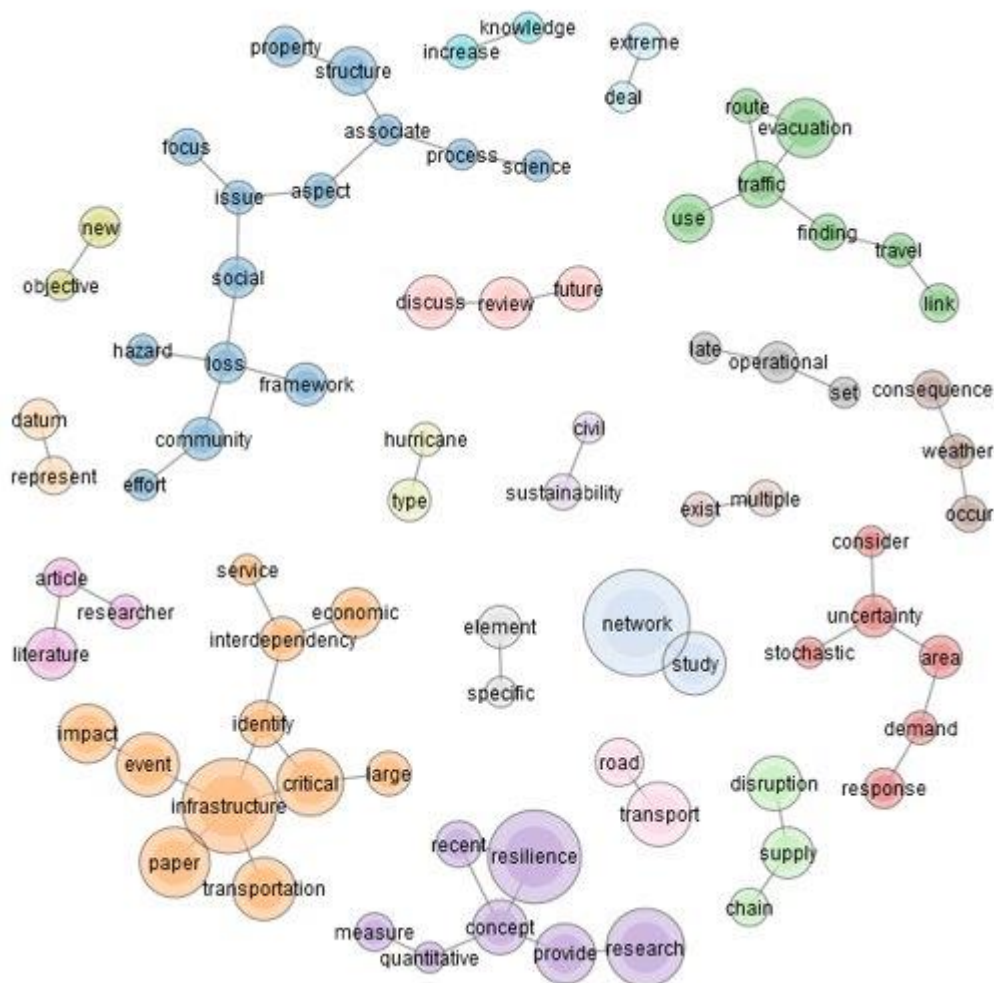 knowledge
property
increase
extreme
structure
deal
route
evacuation
associate
focus
process
science
traffic
issue
aspect
use
new
finding
travel
social
objective
discuss
review
future
link
hazard
loss
late
operational
framework
set
consequence
datum
community
hurricane
civil
weather
represent
effort
type
sustainability
exist
multiple
occur
consider
service
article
economic
researcher
uncertainty
interdependency
element
network
literature
stochastic
area
study
specific
identify
impact
demand
event
critical
large
road
disruption
response
infrastructure
transport
recent
resilience
supply
paper
transportation
chain
measure
concept
quantitative
provide
research